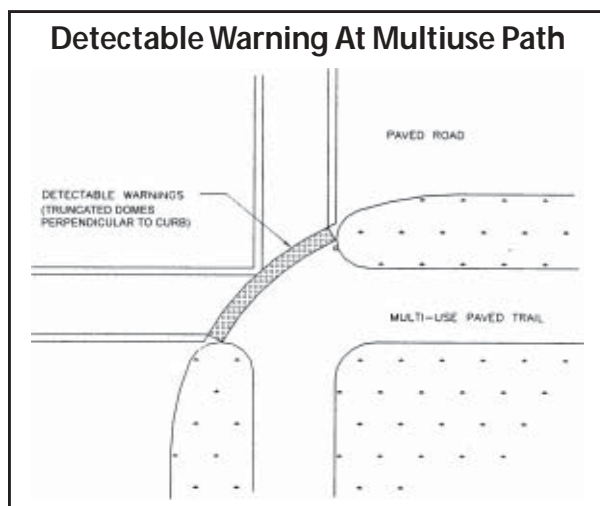 Detectable Warning At Multiuse Path
PAVED ROAD
DETECTABLE WARNINGS
(TRUNCATED DOMES
PERPENDICULAR TO CURB)
MULTI-USE PAVED TRAIL